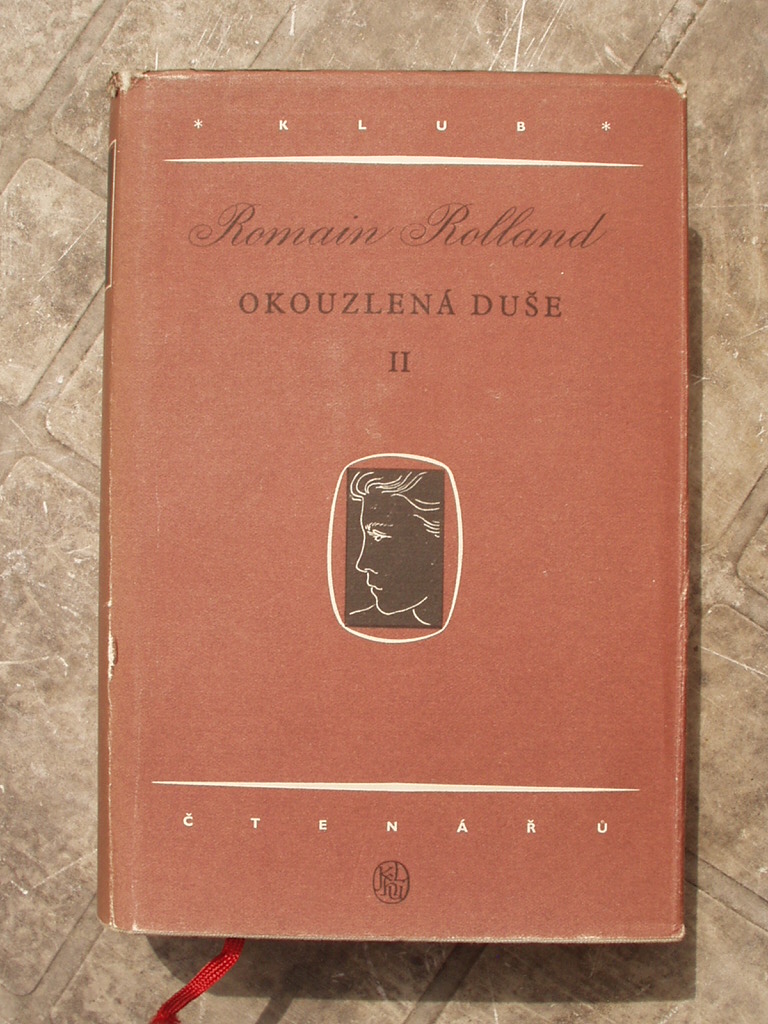 * K L U B *
Romain Rolland
OKOUZLENÁ DUŠE
II
Č T E N Á Ř Ů